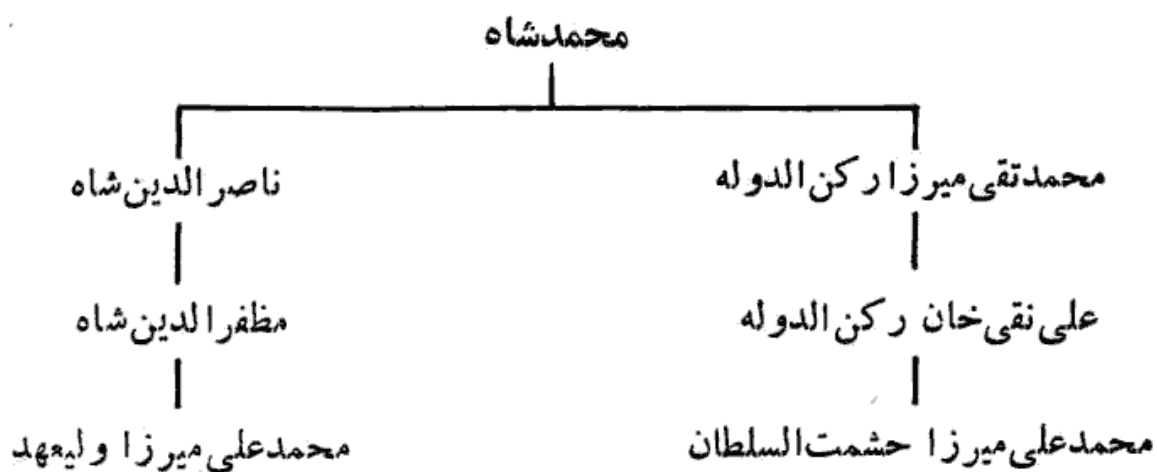 محمدشاه
محمدتقی‌میرزا رکن‌الدوله
ناصرالدین‌شاه
علی‌نقی‌خان رکن‌الدوله
مظفرالدین‌شاه
محمدعلی‌میرزا حشمت‌السلطان
محمدعلی‌میرزا ولیعهد